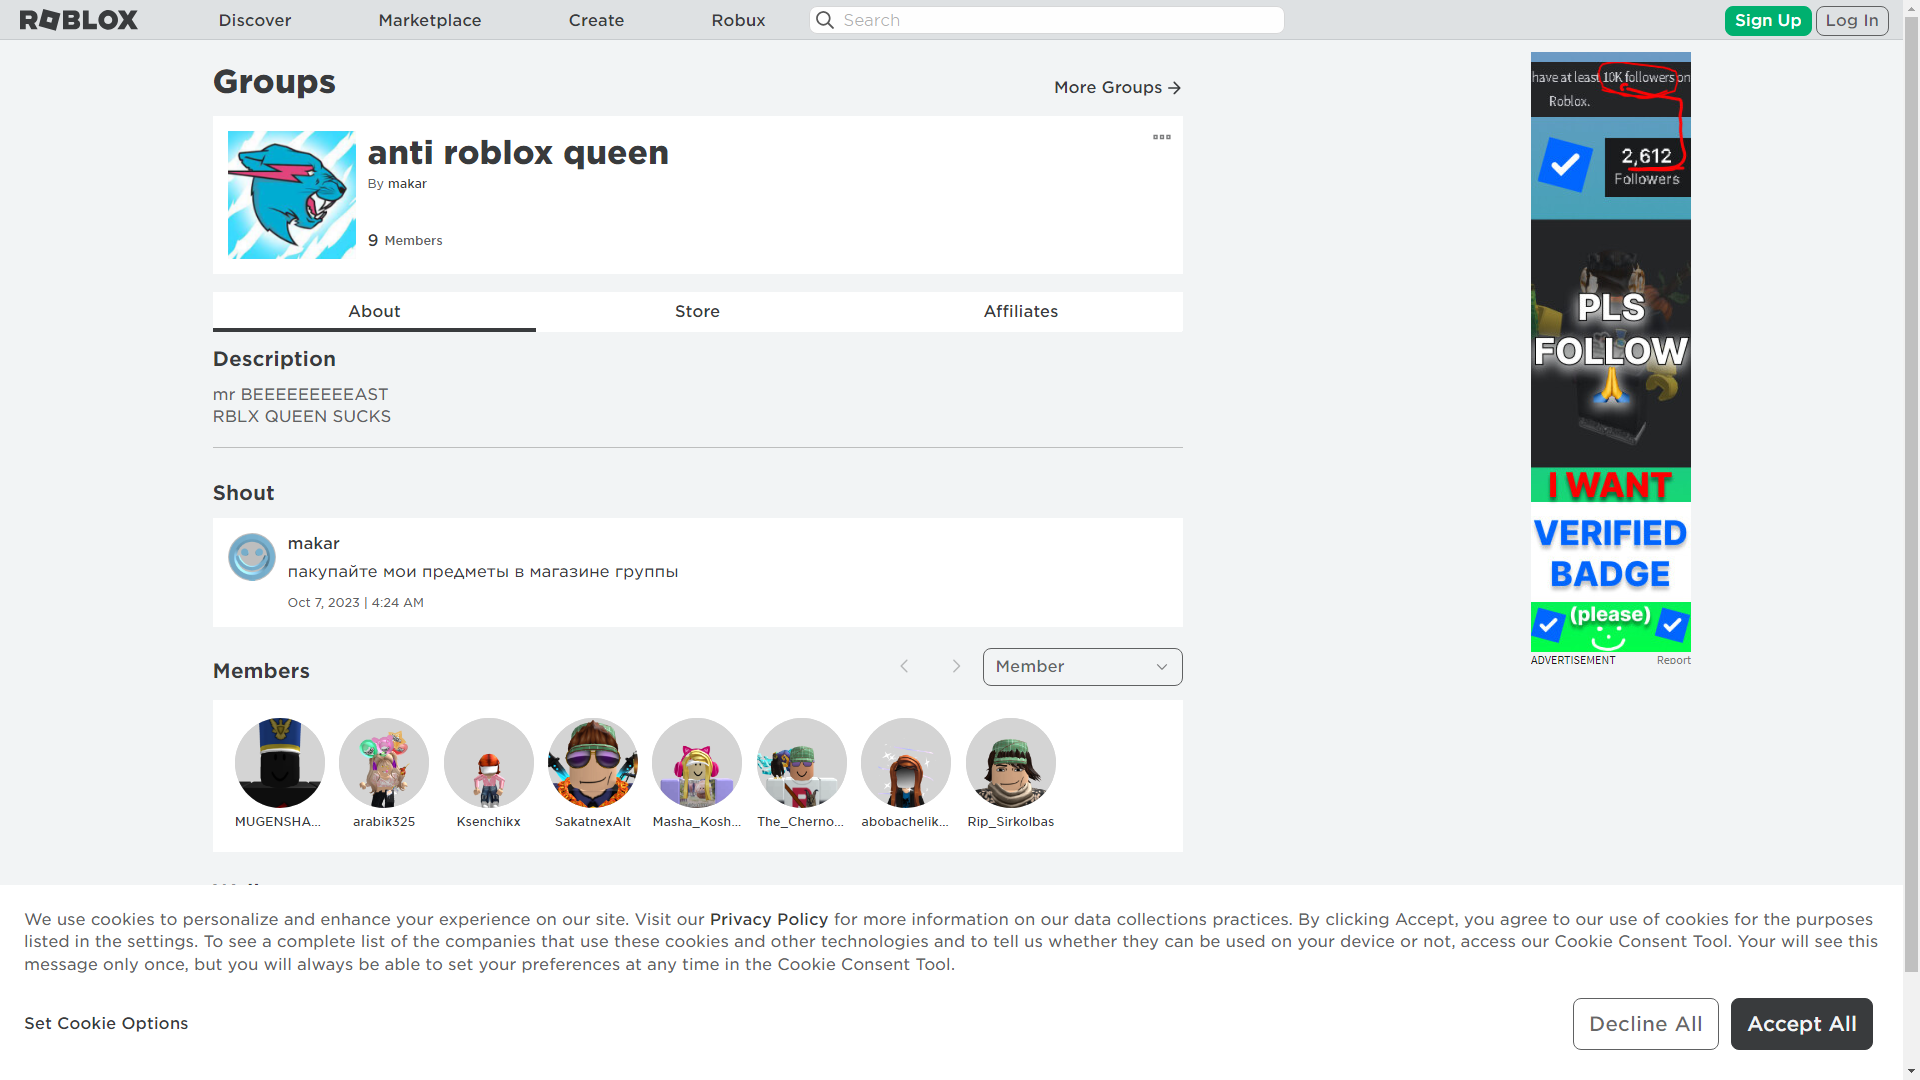 ROBLOX
Discover
Marketplace
Create
Robux
Search
Sign Up
Log In
Groups
More Groups
anti roblox queen
By makar
9 Members
About
Store
Affiliates
Description
mr BEEEEEEEEEAST
RBLX QUEEN SUCKS
Shout
makar
пакупайте мои предметы в магазине группы
Oct 7, 2023 | 4:24 AM
Members
Member
MUGENSHA...
arabik325
Ksenchikx
SakatnexAlt
Masha_Kosh...
The_Cherno...
abobachelik...
Rip_Sirkolbas
have at least 10K followers on
Roblox.
2,612
Followers
PLS
FOLLOW
I WANT
VERIFIED
BADGE
(please)
ADVERTISEMENT
Report
We use cookies to personalize and enhance your experience on our site. Visit our Privacy Policy for more information on our data collections practices. By clicking Accept, you agree to our use of cookies for the purposes
listed in the settings. To see a complete list of the companies that use these cookies and other technologies and to tell us whether they can be used on your device or not, access our Cookie Consent Tool. Your will see this
message only once, but you will always be able to set your preferences at any time in the Cookie Consent Tool.
Set Cookie Options
Decline All
Accept All